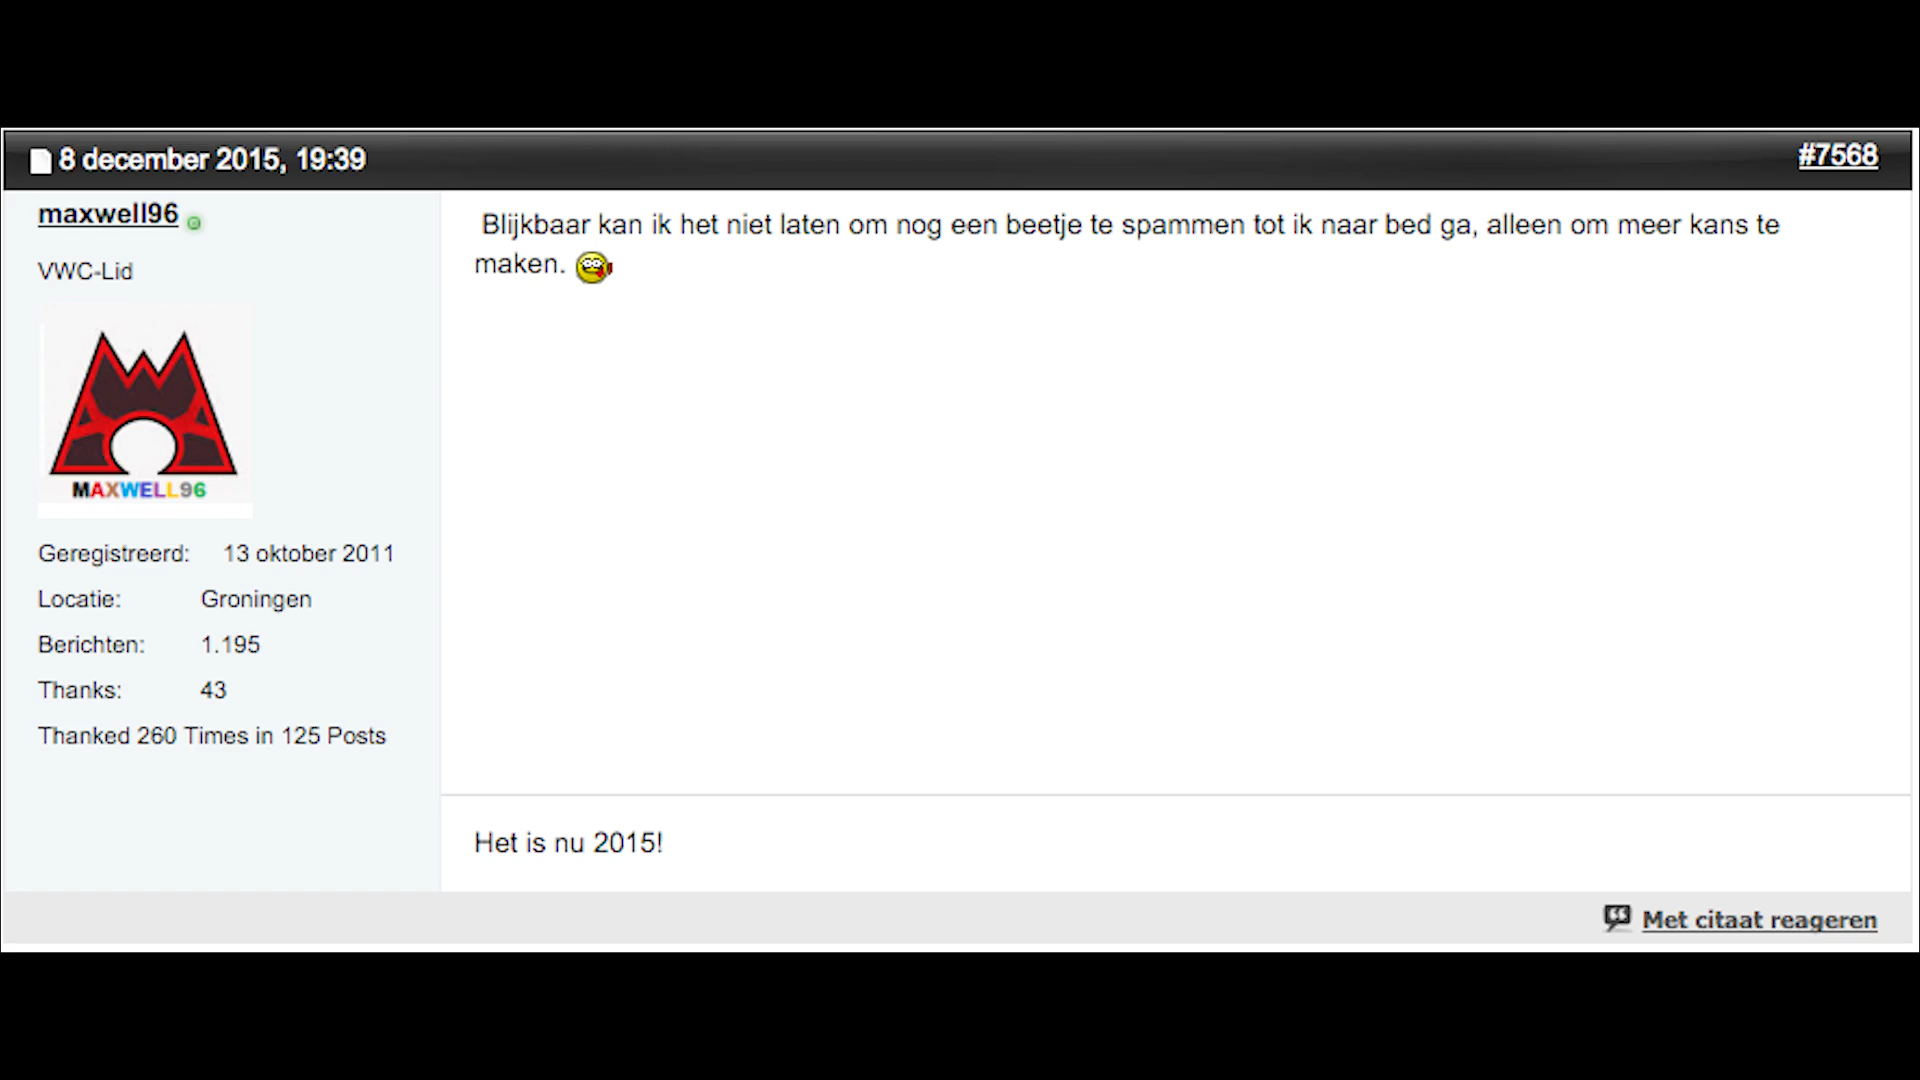 8 december 2015, 19:39
#7568
maxwell96
VWC-Lid
MAXWELL96
Geregistreerd: 13 oktober 2011
Locatie: Groningen
Berichten: 1.195
Thanks: 43
Thanked 260 Times in 125 Posts
Blijkbaar kan ik het niet laten om nog een beetje te spammen tot ik naar bed ga, alleen om meer kans te
maken.
Het is nu 2015!
Met citaat reageren